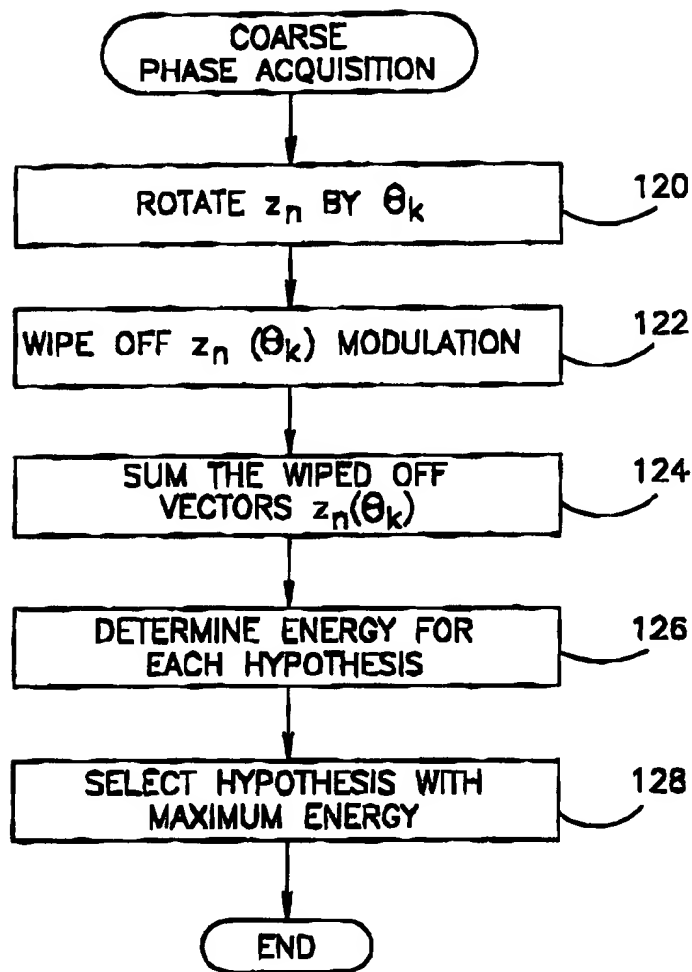 COARSE
PHASE ACQUISITION
ROTATE zn BY θk
120
WIPE OFF zn (θk) MODULATION
122
SUM THE WIPED OFF
VECTORS zn(θk)
124
DETERMINE ENERGY FOR
EACH HYPOTHESIS
126
SELECT HYPOTHESIS WITH
MAXIMUM ENERGY
128
END